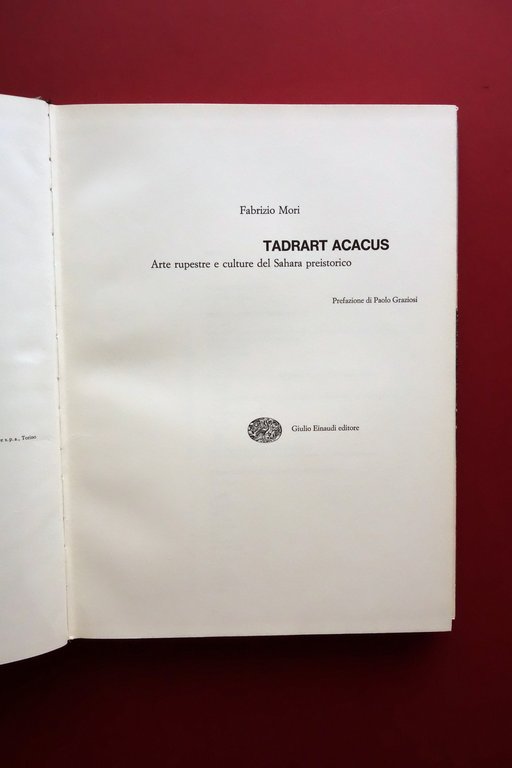 Fabrizio Mori
TADRART ACACUS
Arte rupestre e culture del Sahara preistorico
Prefazione di Paolo Graziosi
Giulio Einaudi editore
s. p. a., Torino